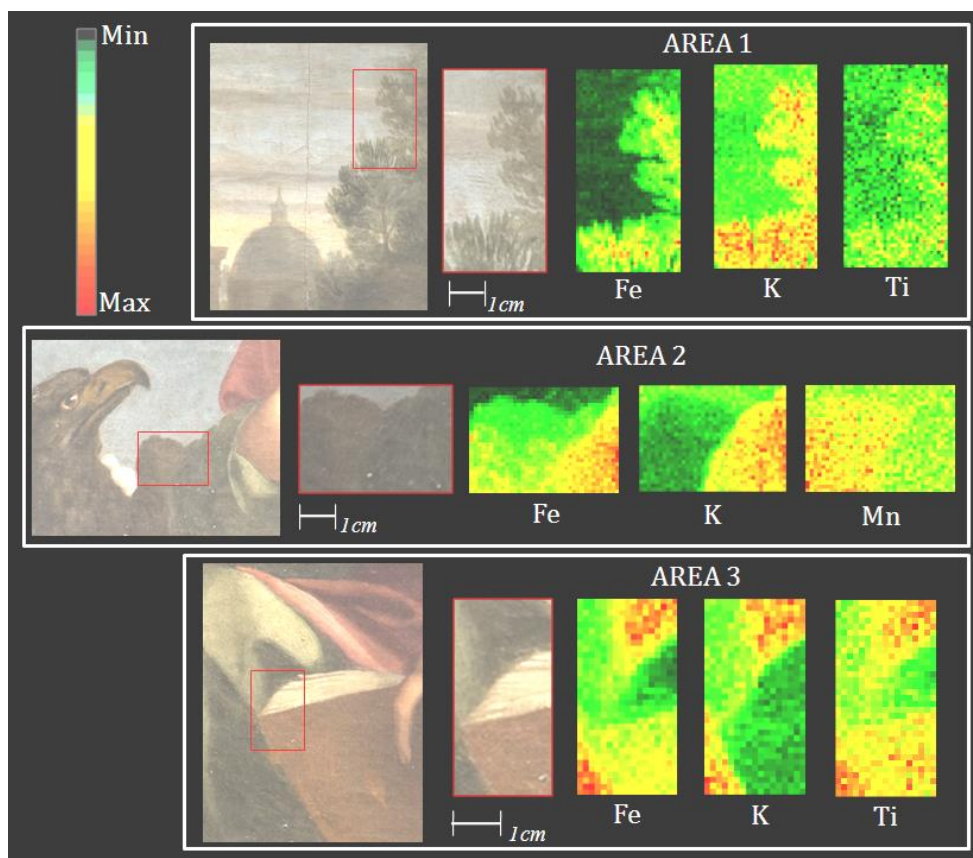 Min
Max
AREA 1
Fe K Ti
1cm
AREA 2
Fe K Mn
1cm
AREA 3
Fe K Ti
1cm